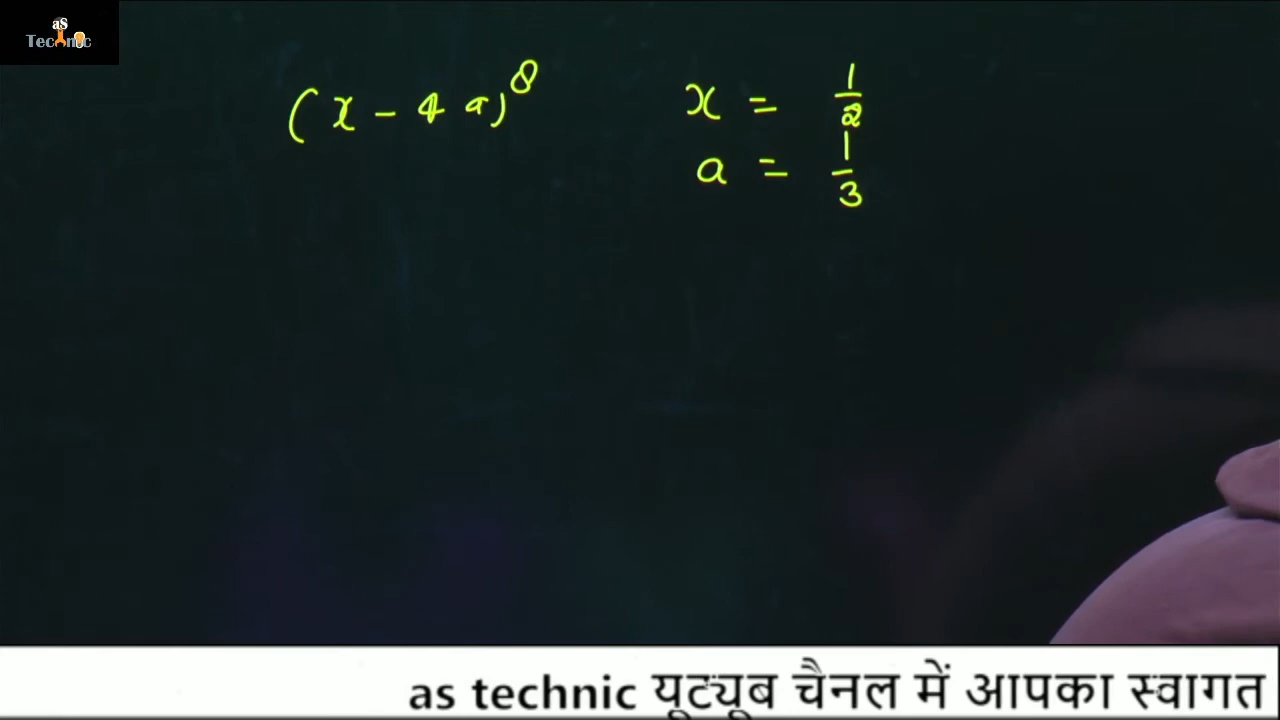 as
Technic
(x - 4a)⁸ x = 1/2
a = 1/3
as technic यूट्यूब चैनल में आपका स्वागत